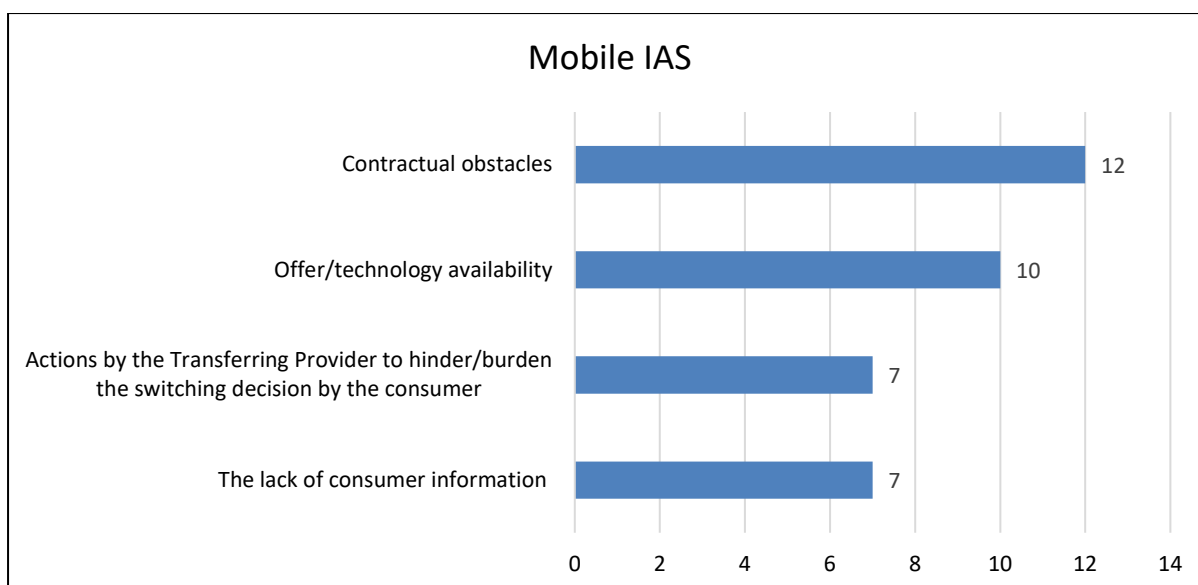 Mobile IAS
Contractual obstacles
12
Offer/technology availability
10
Actions by the Transferring Provider to hinder/burden
the switching decision by the consumer
7
The lack of consumer information
7
0 2 4 6 8 10 12 14